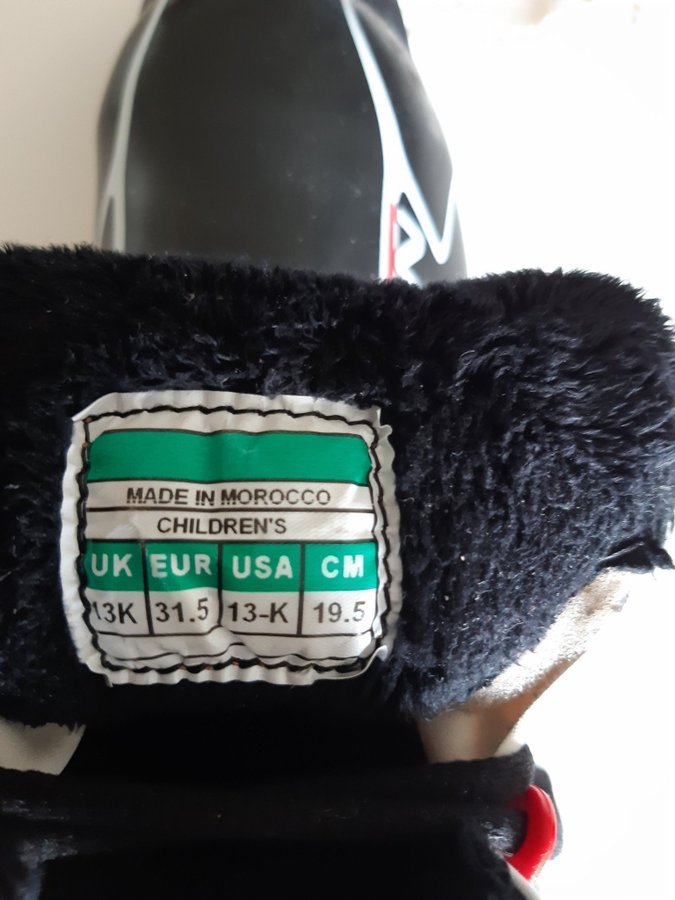 MADE IN MOROCCO
CHILDREN'S
UK EUR USA CM
13K 31.5 13-K 19.5